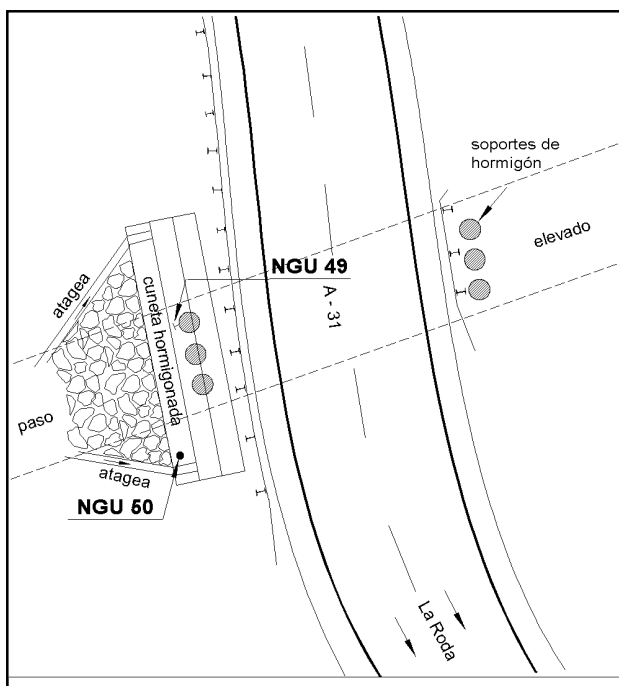 soportes de
hormigón
elevado
NGU 49
A - 31
atagea
cuneta hormigonada
paso
atagea
NGU 50
La Roda